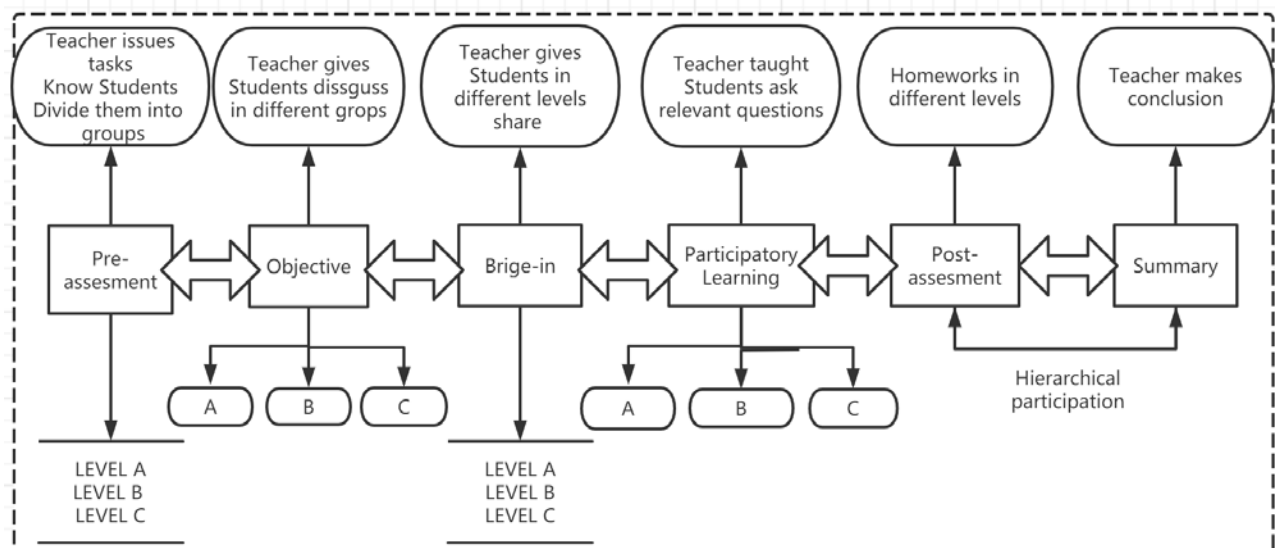 Teacher issues
tasks
Know Students
Divide them into
groups
Teacher gives
Students dissguss
in different grops
Teacher gives
Students in
different levels
share
Teacher taught
Students ask
relevant questions
Homeworks in
different levels
Teacher makes
conclusion
Pre-
assesment
Objective
Brige-in
Participatory
Learning
Post-
assesment
Summary
A
B
C
A
B
C
Hierarchical
participation
LEVEL A
LEVEL B
LEVEL C
LEVEL A
LEVEL B
LEVEL C